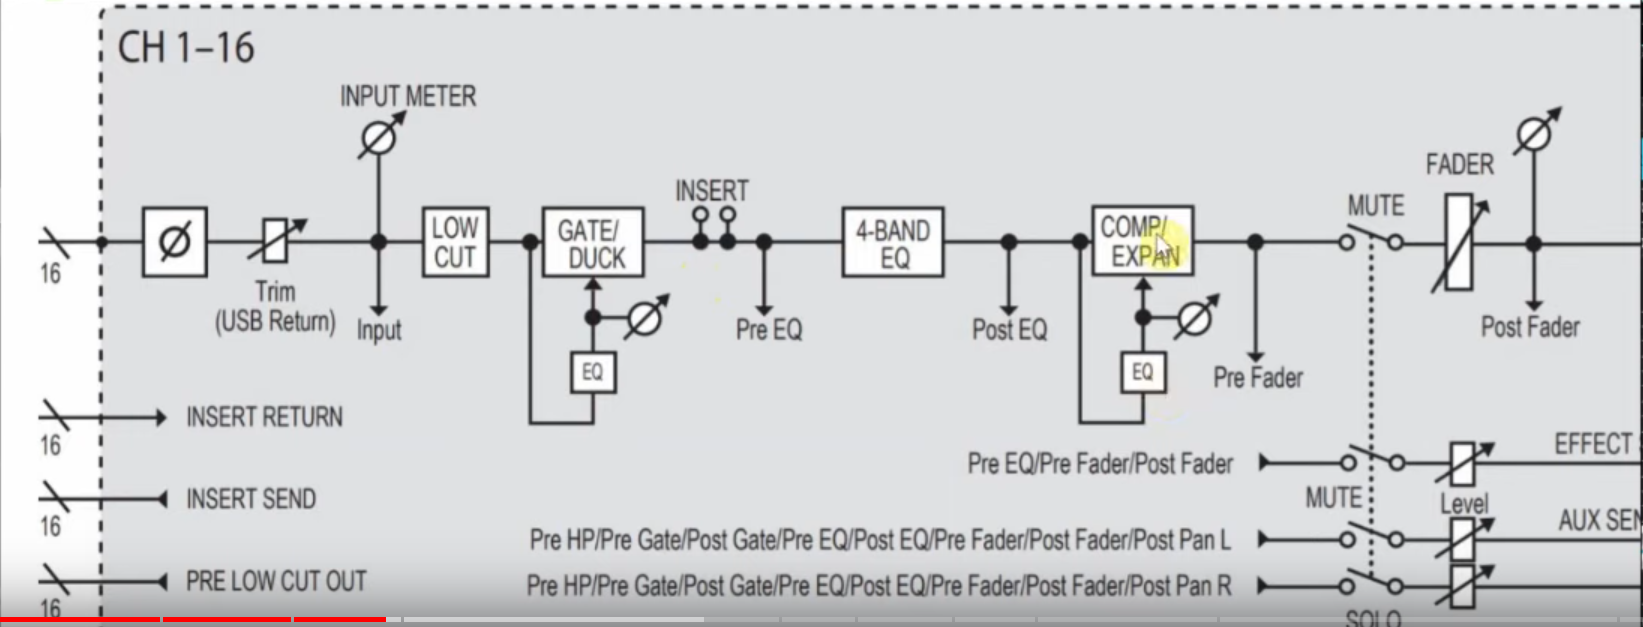 CH 1–16
INPUT METER
INSERT
FADER
MUTE
Ø
LOW
CUT
GATE/
DUCK
4-BAND
EQ
COMP/
EXPAN
16
Trim
(USB Return)
Input
Pre EQ
Post EQ
Post Fader
EQ
EQ
Pre Fader
INSERT RETURN
16
Pre EQ/Pre Fader/Post Fader
EFFECT
INSERT SEND
16
MUTE
Level
Pre HP/Pre Gate/Post Gate/Pre EQ/Post EQ/Pre Fader/Post Fader/Post Pan L
AUX SEN
PRE LOW CUT OUT
16
Pre HP/Pre Gate/Post Gate/Pre EQ/Post EQ/Pre Fader/Post Fader/Post Pan R
SOLO